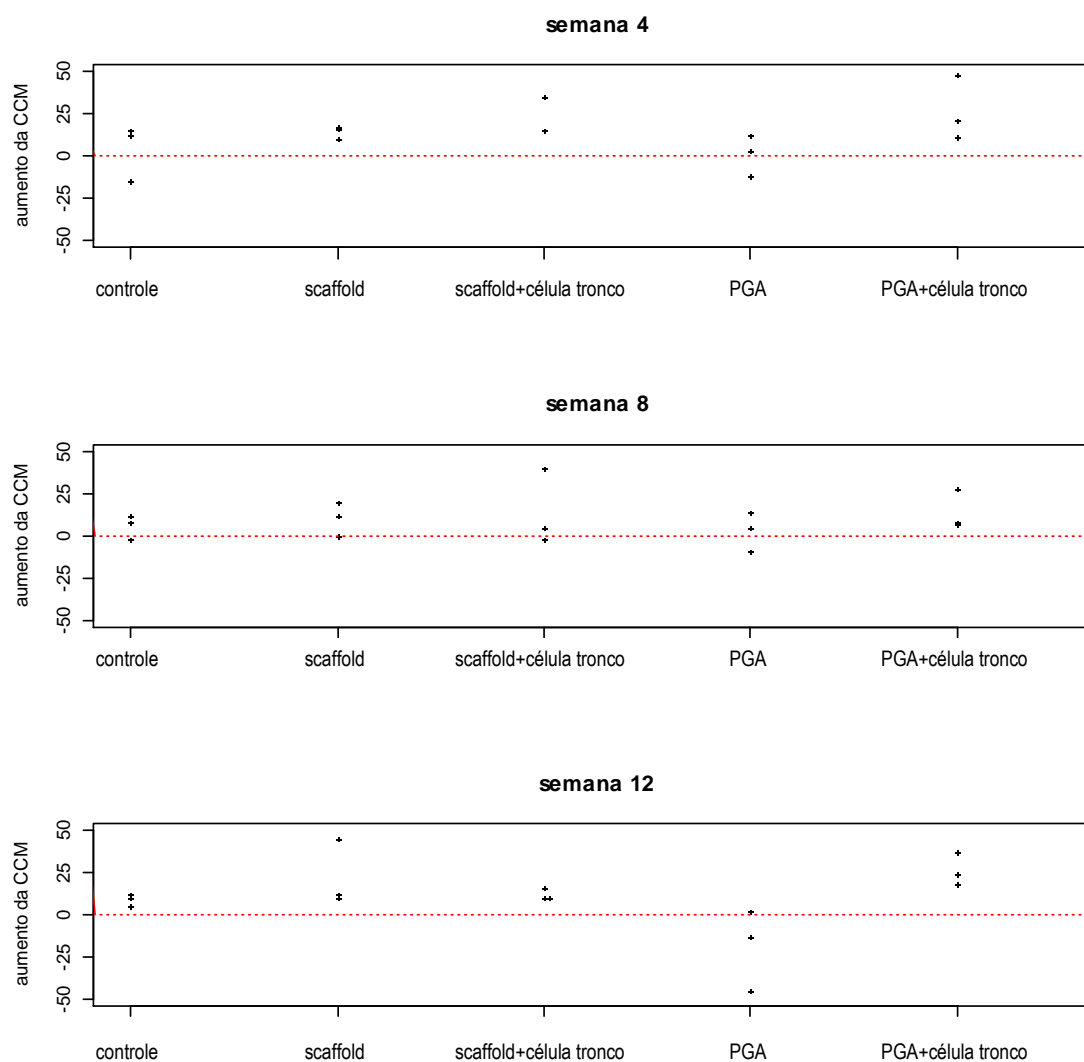 semana 4
aumento da CCM
50
25
0
-25
-50
controle scaffold scaffold+célula tronco PGA PGA+célula tronco
semana 8
aumento da CCM
50
25
0
-25
-50
controle scaffold scaffold+célula tronco PGA PGA+célula tronco
semana 12
aumento da CCM
50
25
0
-25
-50
controle scaffold scaffold+célula tronco PGA PGA+célula tronco